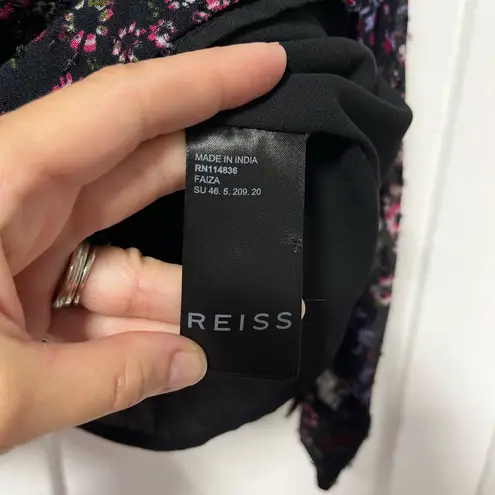 MADE IN INDIA
RN114836
FAIZA
SU 46. 5. 209. 20
REISS